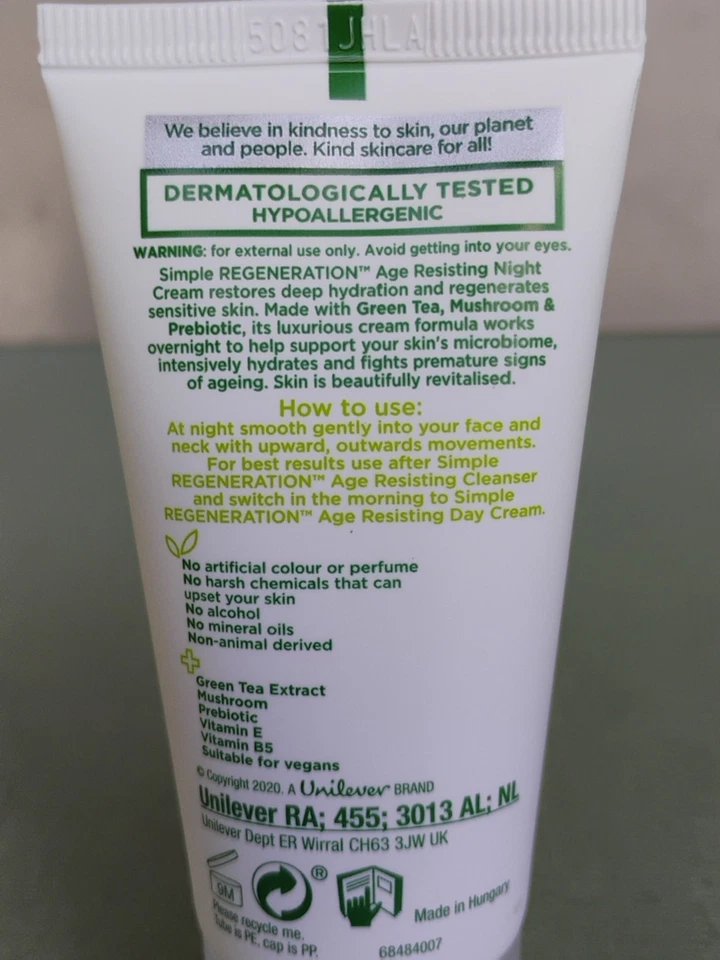 5081JHLA
We believe in kindness to skin, our planet
and people. Kind skincare for all!
DERMATOLOGICALLY TESTED
HYPOALLERGENIC
WARNING: for external use only. Avoid getting into your eyes.
Simple REGENERATION™ Age Resisting Night
Cream restores deep hydration and regenerates
sensitive skin. Made with Green Tea, Mushroom &
Prebiotic, its luxurious cream formula works
overnight to help support your skin's microbiome,
intensively hydrates and fights premature signs
of ageing. Skin is beautifully revitalised.
How to use:
At night smooth gently into your face and
neck with upward, outwards movements.
For best results use after Simple
REGENERATION™ Age Resisting Cleanser
and switch in the morning to Simple
REGENERATION™ Age Resisting Day Cream.
No artificial colour or perfume
No harsh chemicals that can
upset your skin
No alcohol
No mineral oils
Non-animal derived
Green Tea Extract
Mushroom
Prebiotic
Vitamin E
Vitamin B5
Suitable for vegans
© Copyright 2020. A Unilever BRAND
Unilever RA; 455; 3013 AL; NL
Unilever Dept ER Wirral CH63 3JW UK
9M
®
Please recycle me.
Tube is PE, cap is PP.
Made in Hungary
68484007